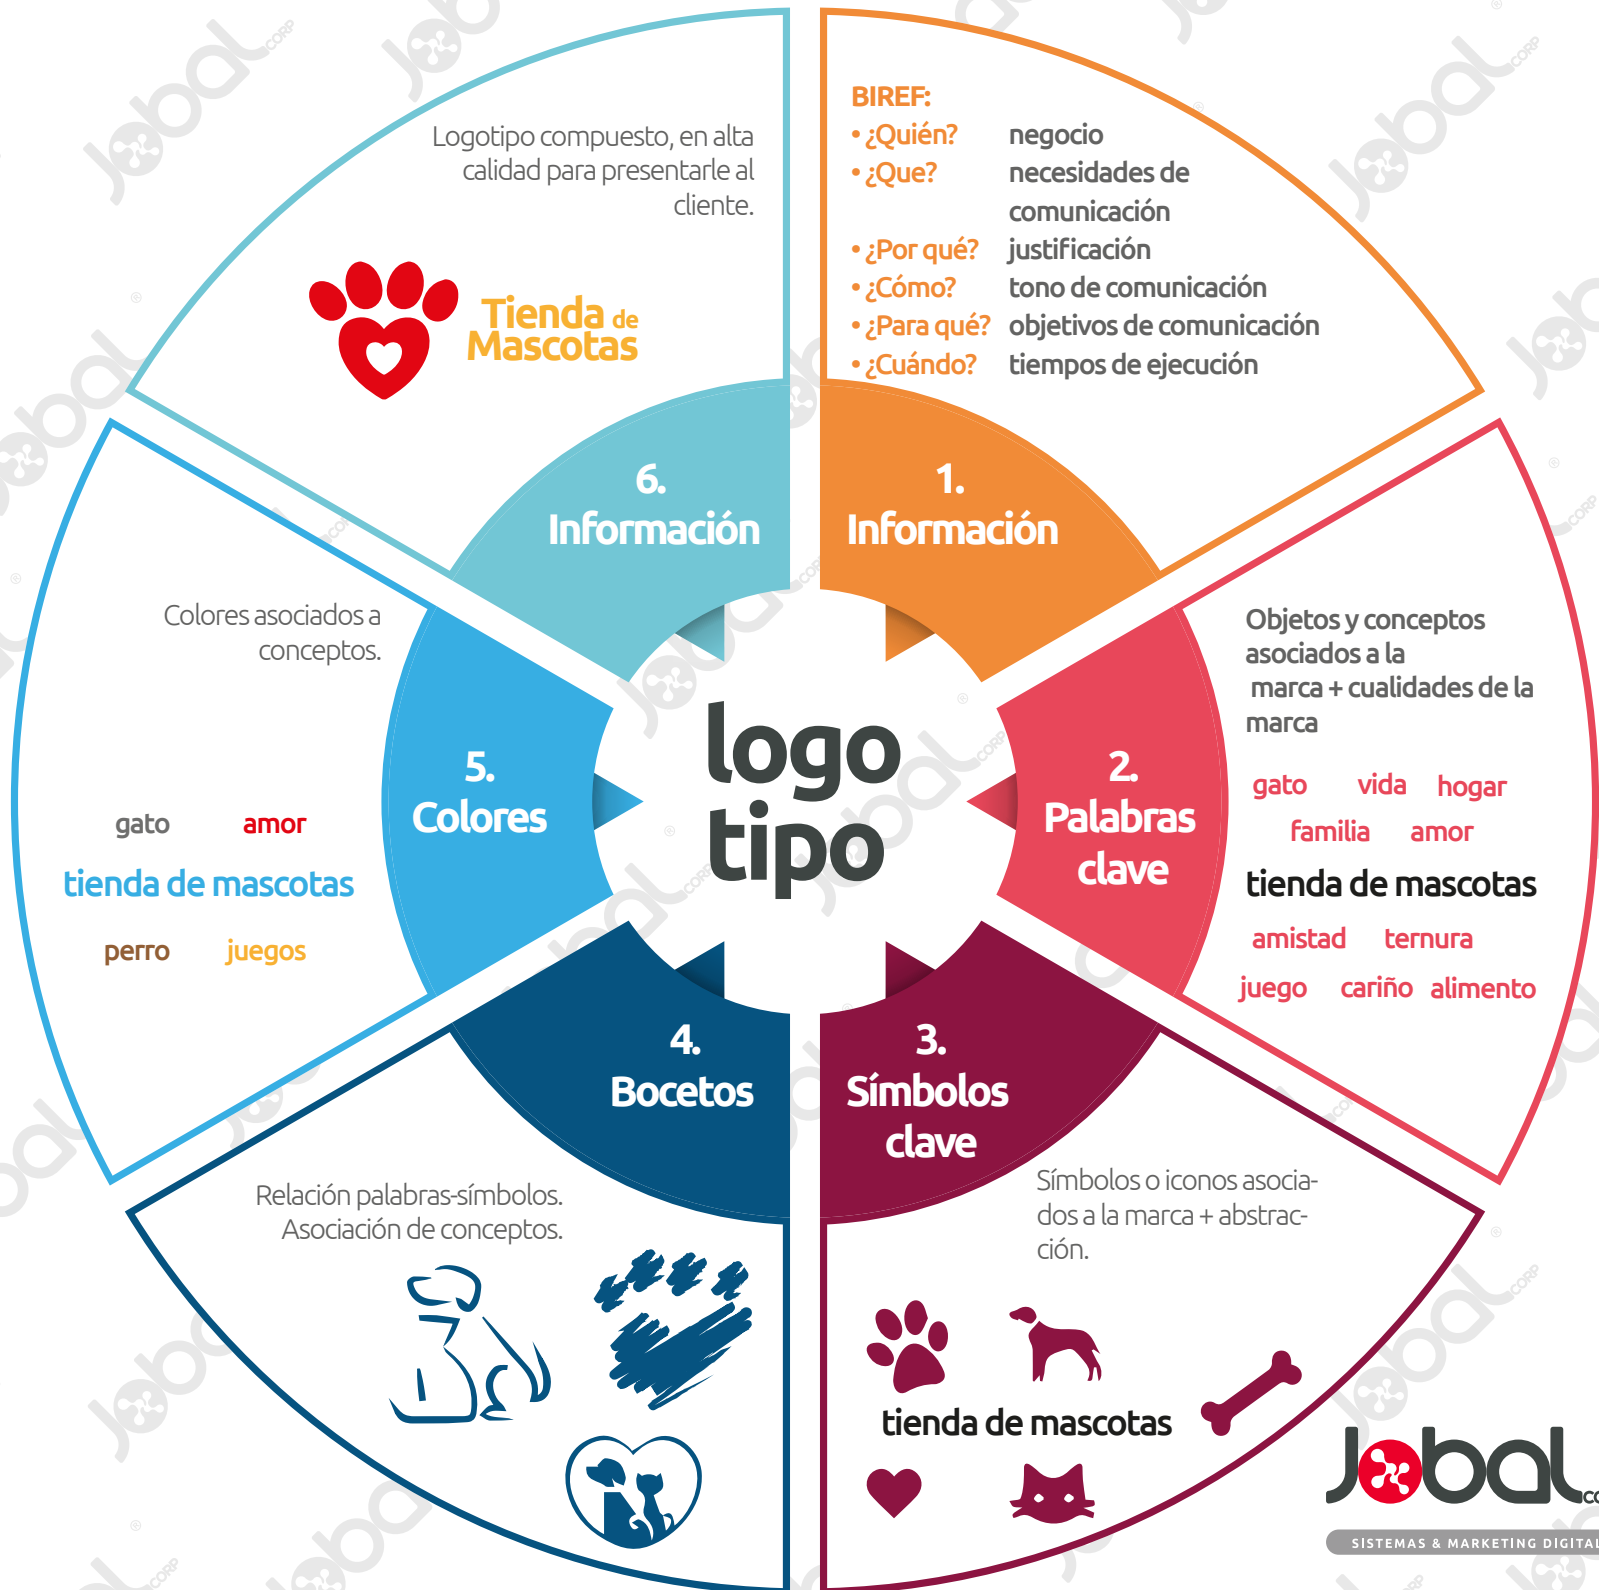 logo
tipo
1.
Información
BIREF:
• ¿Quién? negocio
• ¿Que? necesidades de
comunicación
• ¿Por qué? justificación
• ¿Cómo? tono de comunicación
• ¿Para qué? objetivos de comunicación
• ¿Cuándo? tiempos de ejecución
2.
Palabras
clave
Objetos y conceptos
asociados a la
marca + cualidades de la
marca
gato vida hogar
familia amor
tienda de mascotas
amistad ternura
juego cariño alimento
3.
Símbolos
clave
Símbolos o iconos asocia-
dos a la marca + abstrac-
ción.
tienda de mascotas
4.
Bocetos
Relación palabras-símbolos.
Asociación de conceptos.
5.
Colores
Colores asociados a
conceptos.
gato amor
tienda de mascotas
perro juegos
6.
Información
Logotipo compuesto, en alta
calidad para presentarle al
cliente.
Tienda de
Mascotas
Jobal
SISTEMAS & MARKETING DIGITAL
Jobal CORP